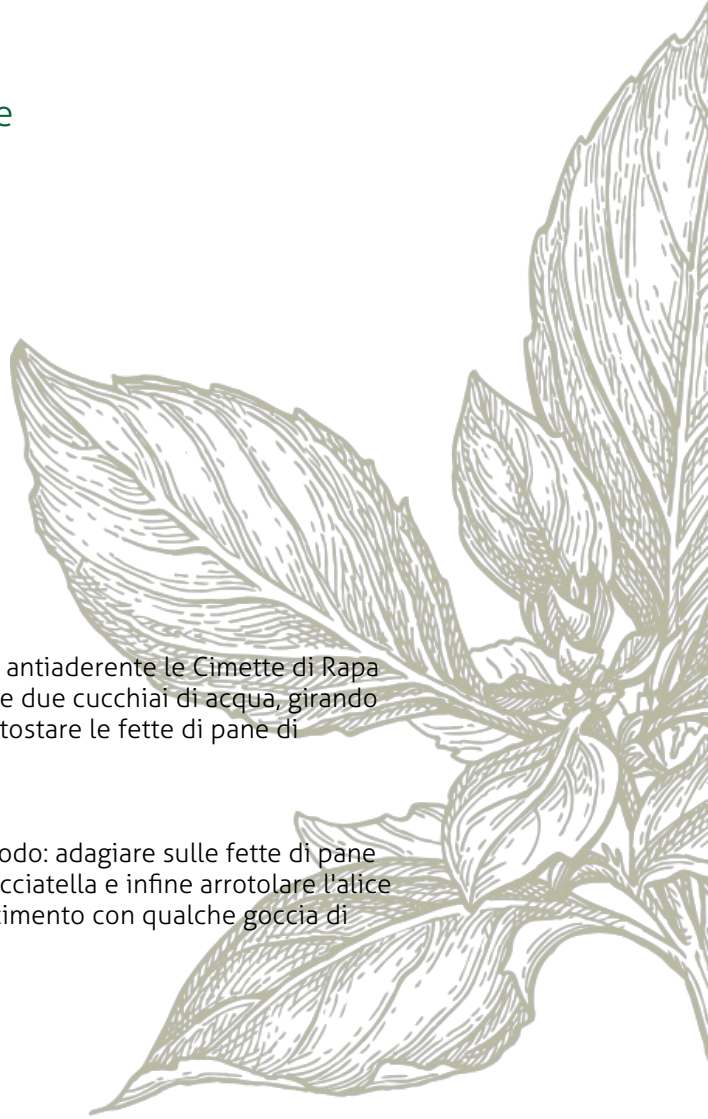 e
antiaderente le Cimette di Rapa
e due cucchiai di acqua, girando
tostare le fette di pane di
odo: adagiare sulle fette di pane
cciatella e infine arrotolare l'alice
cimento con qualche goccia di